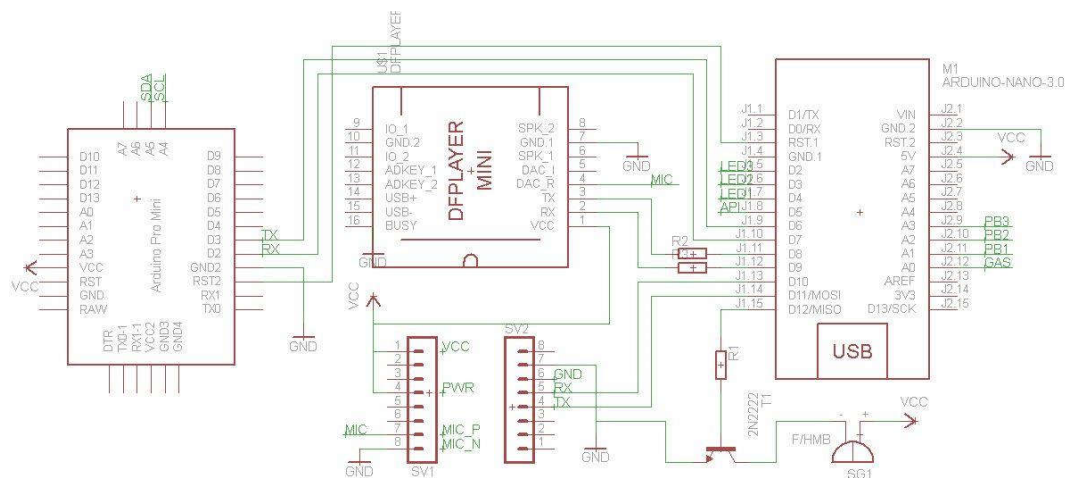 SDA
SCL
A7
A6
A5
A4
D10
D11
D12
D13
A0
A1
A2
A3
VCC
RST
GND
RAW
Arduino Pro Mini
D9
D8
D7
D6
D5
D4
D3
D2
GND2
RST2
RX1
TX0
DTR
TX0-1
RX1-1
VCC2
GND3
GND4
VCC
TX
RX
GND
US1
DFPLAYER
DFPLAYER
MINI
9 IO_1
10 GND.2
11 IO_2
12 ADKEY_1
13 ADKEY_2
14 USB+
15 USB-
16 BUSY
SPK_2 8
GND.1 7
SPK_1 6
DAC_I 5
DAC_R 4
TX 3
RX 2
VCC 1
GND
GND
MIC
R2
R3
VCC
SV2
1 VCC
2
3
4 PWR
5
6
MIC 7 MIC_P
8 MIC_N
GND
SV1
8
7
6 GND
5 RX
4 TX
3
2
1
GND
R1
T1
2N2222
M1
ARDUINO-NANO-3.0
J1.1 D1/TX
J1.2 D0/RX
J1.3 RST.1
J1.4 GND.1
LED3 J1.5 D2
LED2 J1.6 D3
LED1 J1.7 D4
API J1.8 D5
J1.9 D6
J1.10 D7
J1.11 D8
J1.12 D9
J1.13 D10
J1.14 D11/MOSI
J1.15 D12/MISO
VIN J2.1
GND.2 J2.2
RST.2 J2.3
5V J2.4
A7 J2.5
A6 J2.6
A5 J2.7
A4 J2.8
A3 J2.9 PB3
A2 J2.10 PB2
A1 J2.11 PB1
A0 J2.12 GAS
AREF J2.13
3V3 J2.14
D13/SCK J2.15
USB
VCC
GND
VCC
- +
F/HMB
SG1